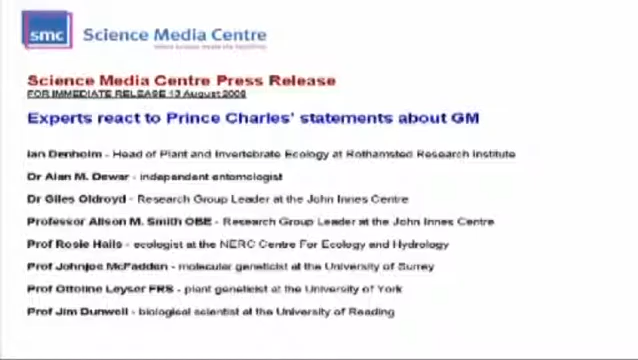 smc Science Media Centre
Science Media Centre Press Release
FOR IMMEDIATE RELEASE 13 August 2008
Experts react to Prince Charles' statements about GM
Ian Denholm - Head of Plant and Invertebrate Ecology at Rothamsted Research Institute
Dr Alan M. Dewar - independent entomologist
Dr Giles Oldroyd - Research Group Leader at the John Innes Centre
Professor Alison M. Smith OBE - Research Group Leader at the John Innes Centre
Prof Rosie Hails - ecologist at the NERC Centre For Ecology and Hydrology
Prof Johnjoe McFadden - molecular geneticist at the University of Surrey
Prof Ottoline Leyser FRS - plant geneticist at the University of York
Prof Jim Dunwell - biological scientist at the University of Reading